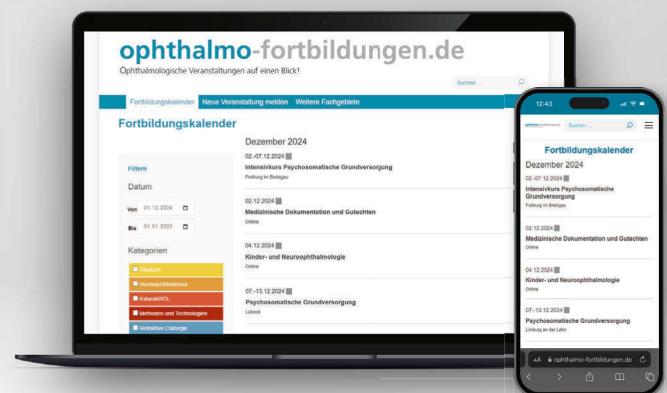 ophthalmo-fortbildungen.de
Ophthalmologische Veranstaltungen auf einen Blick!
Suchen ...
Fortbildungskalender Neue Veranstaltung melden Weitere Fachgebiete
Fortbildungskalender
Filtern
Datum
Von 01.12.2024
Bis 01.01.2025
Kategorien
Glaukom
Hornhaut/Bindehaut
Katarakt/IOL
Methoden und Technologien
Refraktive Chirurgie
Dezember 2024
02.-07.12.2024
Intensivkurs Psychosomatische Grundversorgung
Freiburg im Breisgau
02.12.2024
Medizinische Dokumentation und Gutachten
Online
04.12.2024
Kinder- und Neuroophthalmologie
Online
07.-13.12.2024
Psychosomatische Grundversorgung
Lübeck
12:43
Suchen ...
Fortbildungskalender
Dezember 2024
02.-07.12.2024
Intensivkurs Psychosomatische
Grundversorgung
Freiburg im Breisgau
02.12.2024
Medizinische Dokumentation und Gutachten
Online
04.12.2024
Kinder- und Neuroophthalmologie
Online
07.-13.12.2024
Psychosomatische Grundversorgung
Limburg an der Lahn
AA ophthalmo-fortbildungen.de